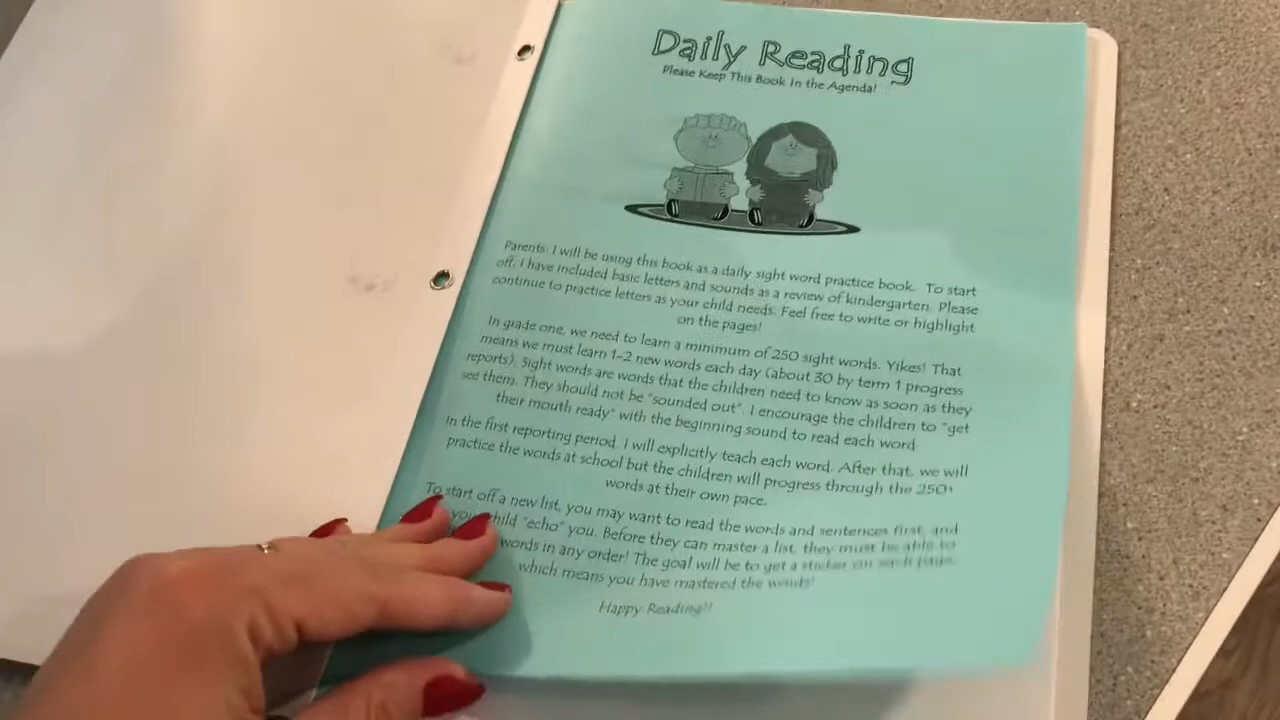 Daily Reading
Please Keep This Book In the Agenda!
Parents: I will be using this book as a daily sight word practice book. To start
off, I have included basic letters and sounds as a review of kindergarten. Please
continue to practice letters as your child needs. Feel free to write or highlight
on the pages!
In grade one, we need to learn a minimum of 250 sight words. Yikes! That
means we must learn 1-2 new words each day (about 30 by term 1 progress
reports). Sight words are words that the children need to know as soon as they
see them. They should not be "sounded out". I encourage the children to "get
their mouth ready" with the beginning sound to read each word.
In the first reporting period, I will explicitly teach each word. After that, we will
practice the words at school but the children will progress through the 250+
words at their own pace.
To start off a new list, you may want to read the words and sentences first, and
your child "echo" you. Before they can master a list, they must be able to
words in any order! The goal will be to get a sticker on each page,
which means you have mastered the words!
Happy Reading!!